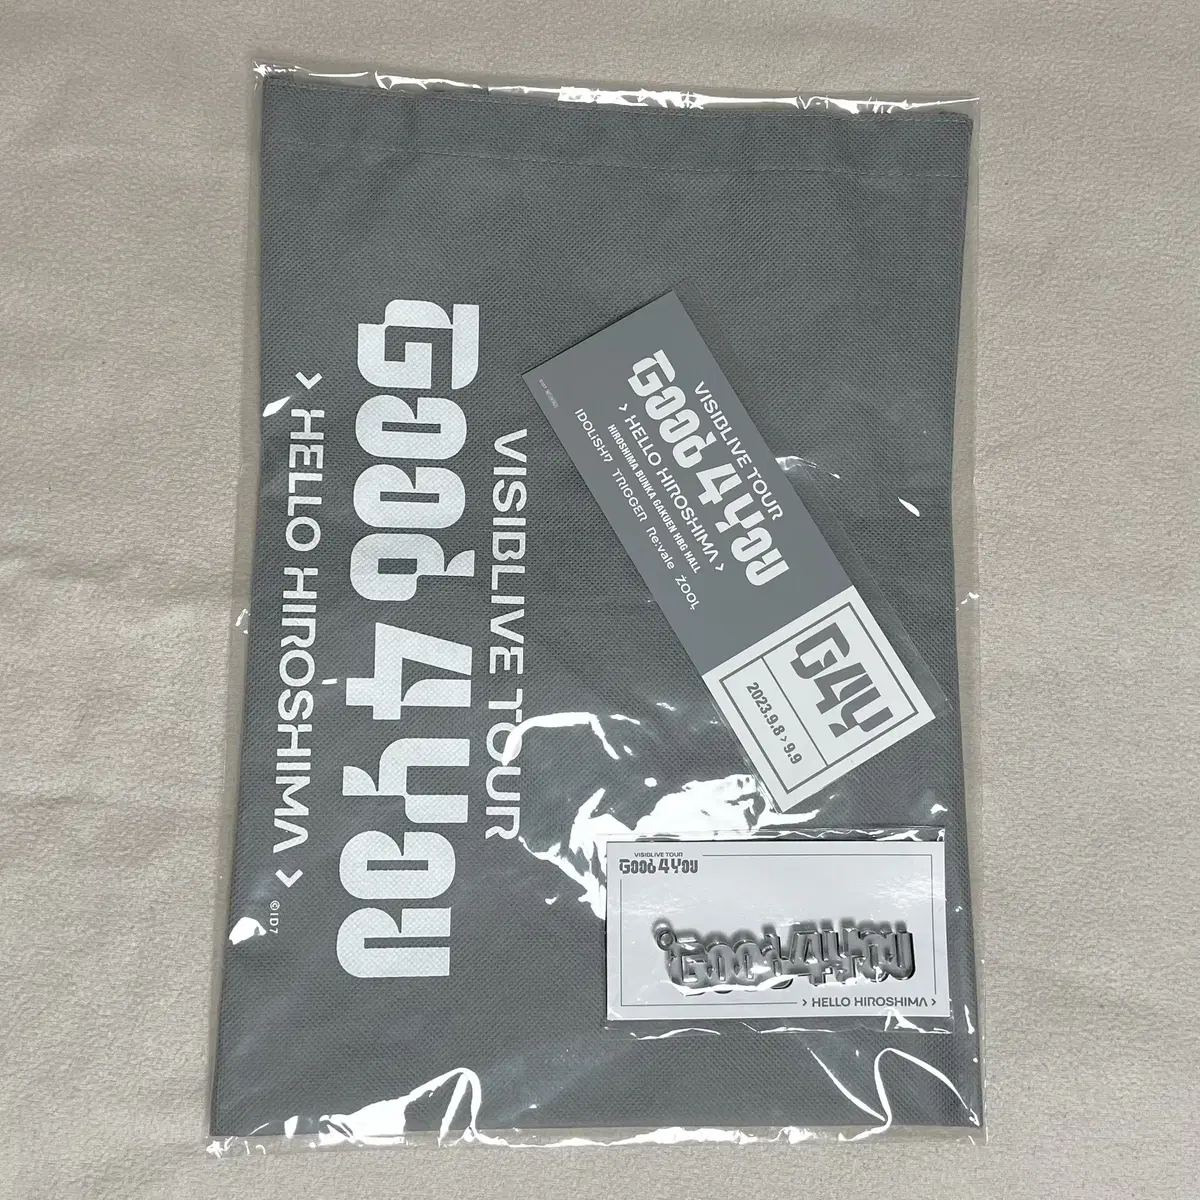 VISIBLIVE TOUR
Good 4 You
> HELLO HIROSHIMA >
©ID7
VISIBLIVE TOUR
Good 4 You
> HELLO HIROSHIMA >
HIROSHIMA BUNKA GAKUEN HBG HALL
IDOLiSH7 TRIGGER Re:vale ŹOOĻ
G4Y
2023.9.8 > 9.9
VISIBLIVE TOUR
Good 4 You
Good 4 You
> HELLO HIROSHIMA >